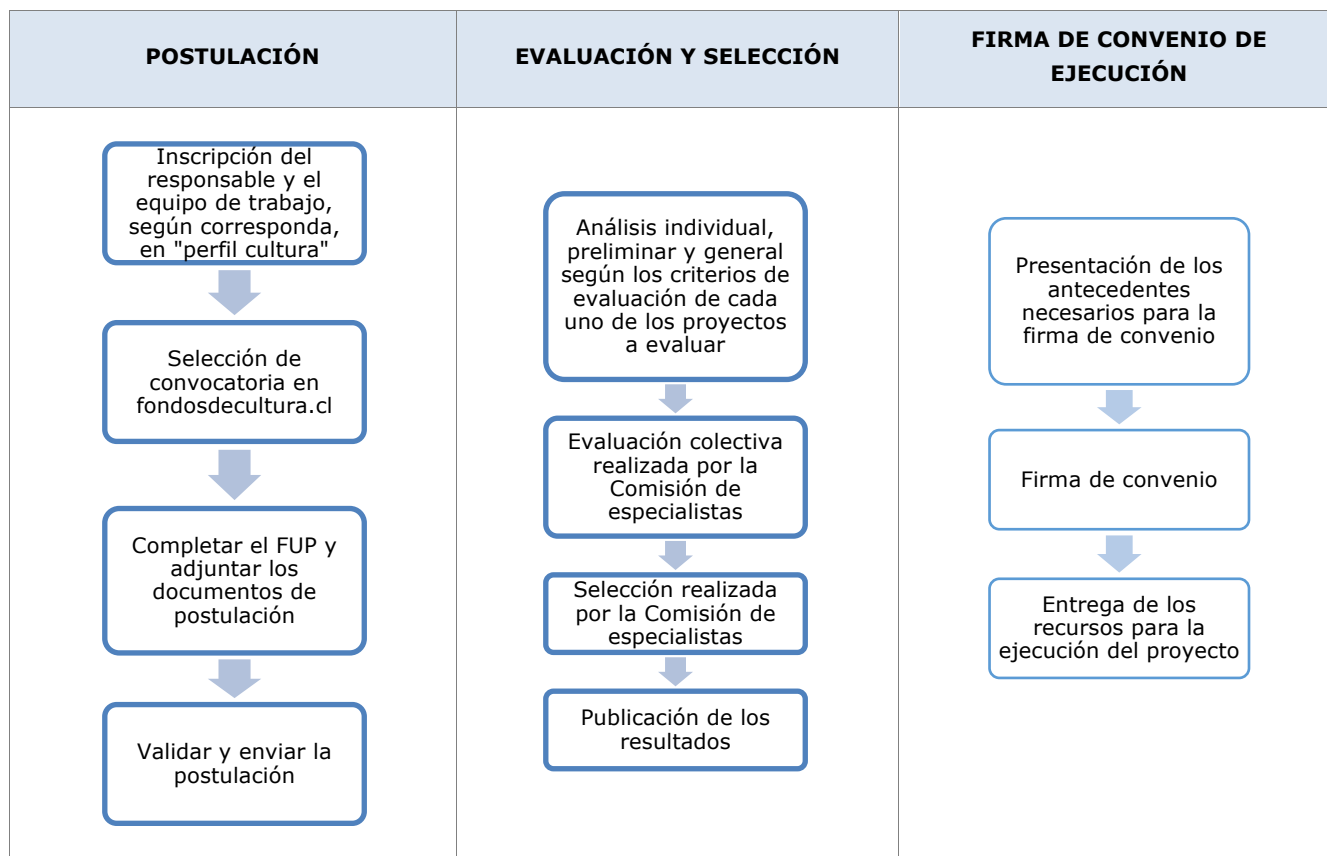 POSTULACIÓN
Inscripción del
responsable y el
equipo de trabajo,
según corresponda,
en "perfil cultura"
Selección de
convocatoria en
fondosdecultura.cl
Completar el FUP y
adjuntar los
documentos de
postulación
Validar y enviar la
postulación
EVALUACIÓN Y SELECCIÓN
Análisis individual,
preliminar y general
según los criterios de
evaluación de cada
uno de los proyectos
a evaluar
Evaluación colectiva
realizada por la
Comisión de
especialistas
Selección realizada
por la Comisión de
especialistas
Publicación de los
resultados
FIRMA DE CONVENIO DE
EJECUCIÓN
Presentación de los
antecedentes
necesarios para la
firma de convenio
Firma de convenio
Entrega de los
recursos para la
ejecución del proyecto